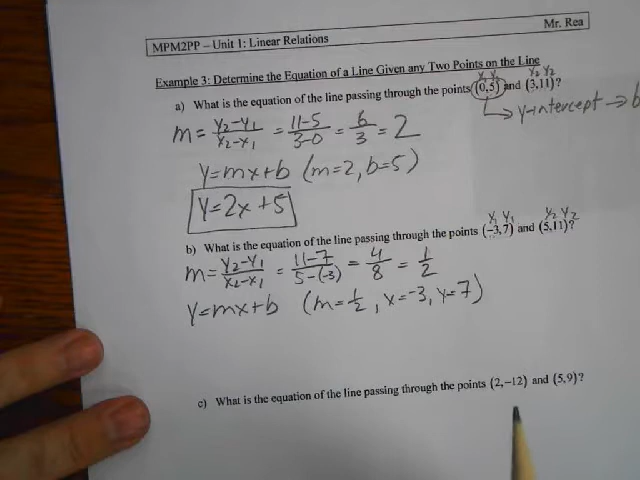 MPM2PP – Unit 1: Linear Relations Mr. Rea
Example 3: Determine the Equation of a Line Given any Two Points on the Line
x₁ y₁ x₂ y₂
a) What is the equation of the line passing through the points (0,5) and (3,11)?
↳ y-intercept → b
m = y₂-y₁/x₂-x₁ = 11-5/3-0 = 6/3 = 2
y=mx+b (m=2, b=5)
y=2x+5
x₁ y₁ x₂ y₂
b) What is the equation of the line passing through the points (−3,7) and (5,11)?
m = y₂-y₁/x₂-x₁ = 11-7/5-(-3) = 4/8 = 1/2
y=mx+b (m=1/2, x=-3, y=7)
c) What is the equation of the line passing through the points (2,−12) and (5,9)?